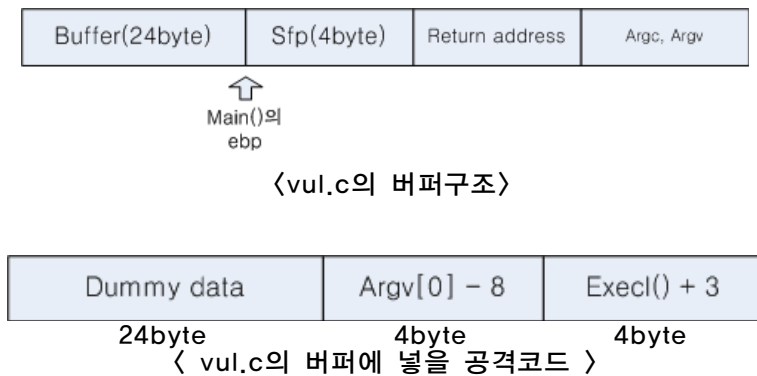 Buffer(24byte) Sfp(4byte) Return address Argc, Argv
Main()의
ebp
<vul.c의 버퍼구조>
Dummy data Argv[0] - 8 Execl() + 3
24byte 4byte 4byte
< vul.c의 버퍼에 넣을 공격코드 >